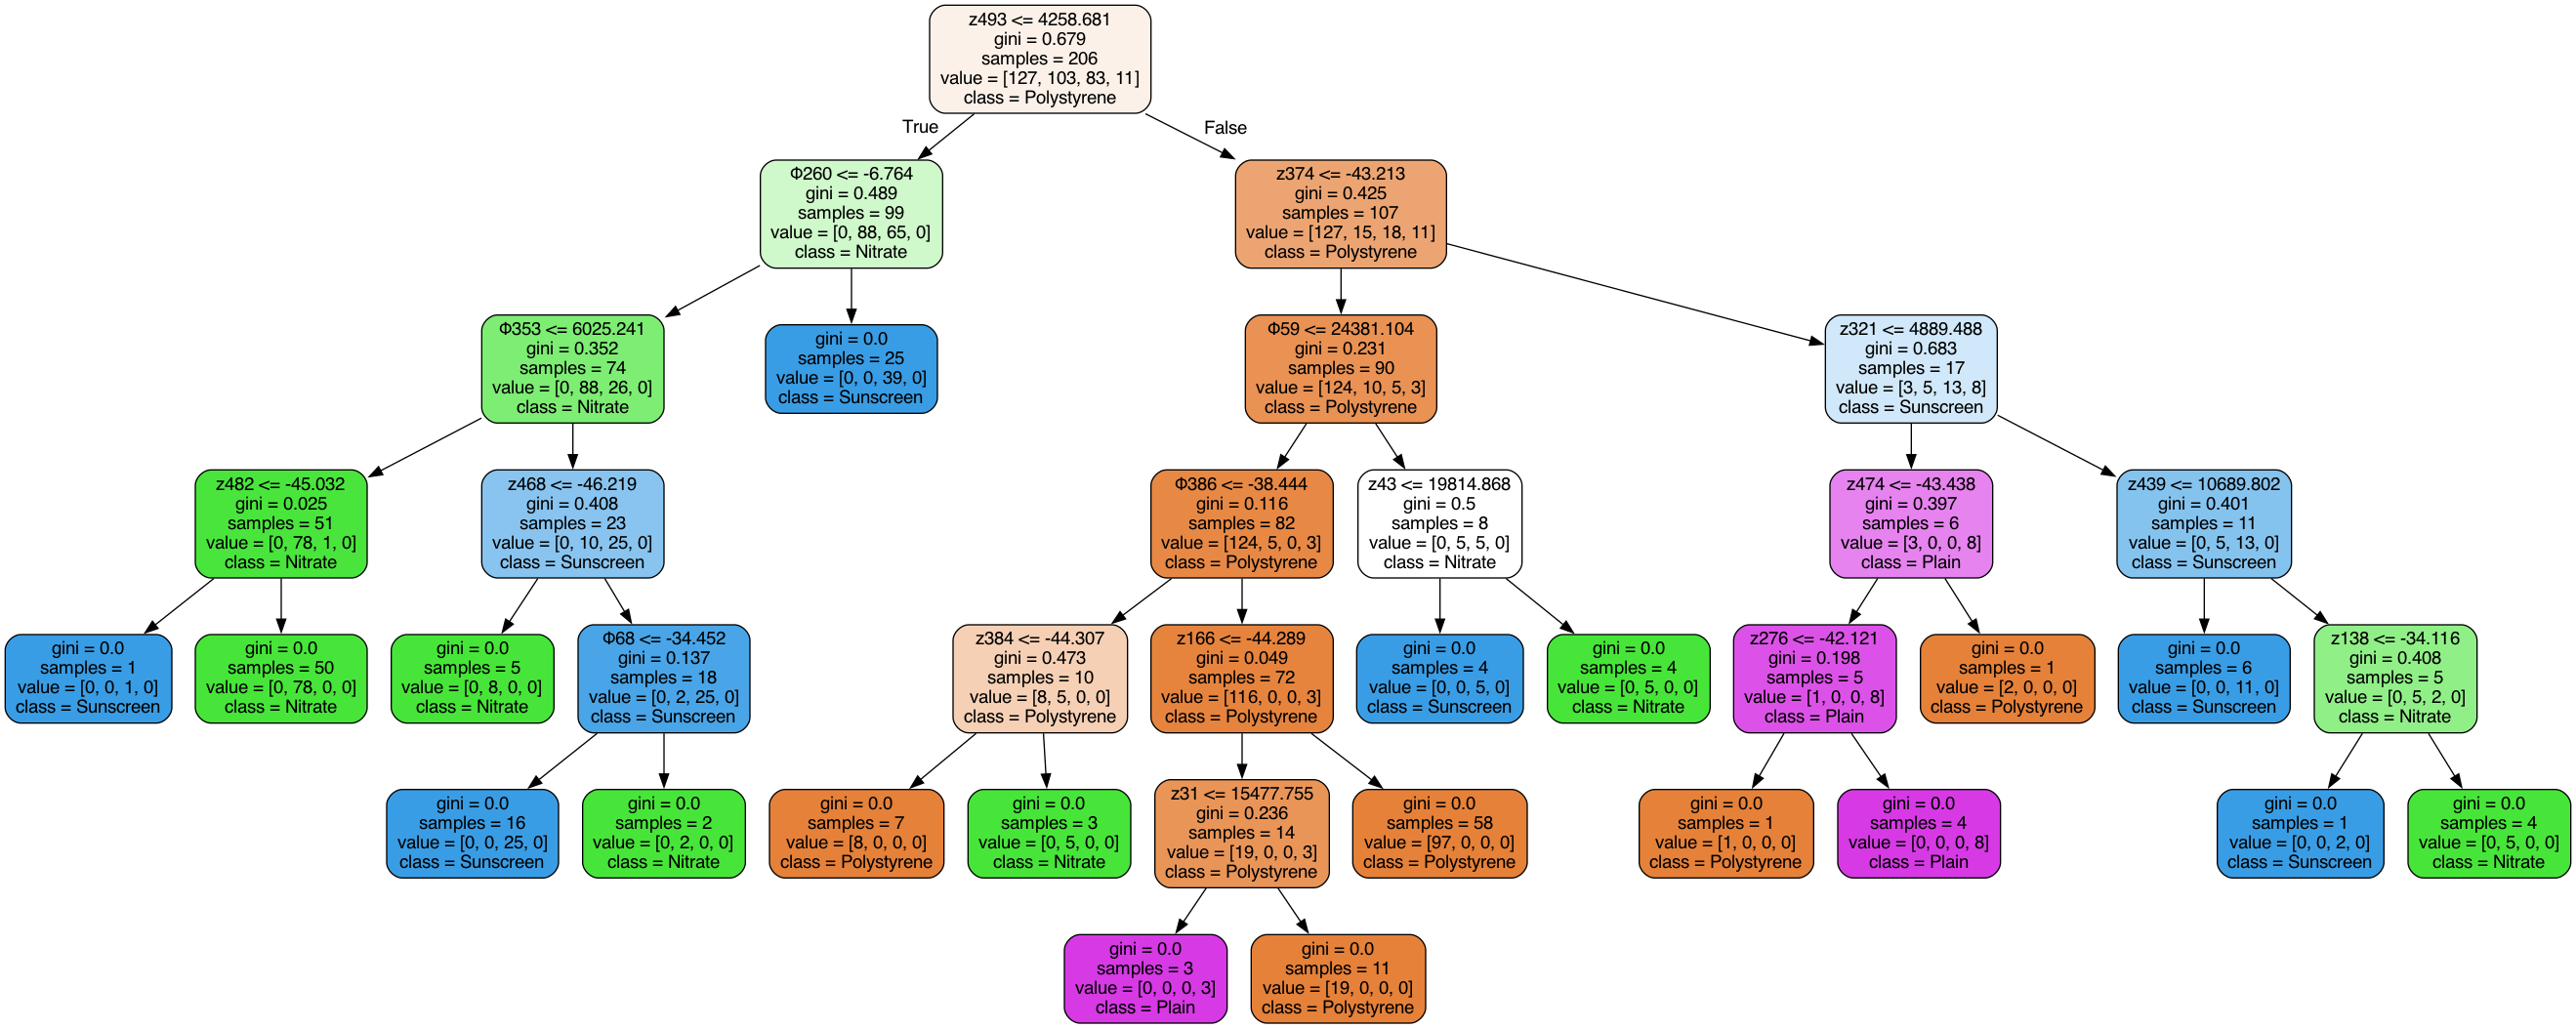 z493 <= 4258.681
gini = 0.679
samples = 206
value = [127, 103, 83, 11]
class = Polystyrene
True
False
Φ260 <= -6.764
gini = 0.489
samples = 99
value = [0, 88, 65, 0]
class = Nitrate
z374 <= -43.213
gini = 0.425
samples = 107
value = [127, 15, 18, 11]
class = Polystyrene
Φ353 <= 6025.241
gini = 0.352
samples = 74
value = [0, 88, 26, 0]
class = Nitrate
gini = 0.0
samples = 25
value = [0, 0, 39, 0]
class = Sunscreen
Φ59 <= 24381.104
gini = 0.231
samples = 90
value = [124, 10, 5, 3]
class = Polystyrene
z321 <= 4889.488
gini = 0.683
samples = 17
value = [3, 5, 13, 8]
class = Sunscreen
z482 <= -45.032
gini = 0.025
samples = 51
value = [0, 78, 1, 0]
class = Nitrate
z468 <= -46.219
gini = 0.408
samples = 23
value = [0, 10, 25, 0]
class = Sunscreen
Φ386 <= -38.444
gini = 0.116
samples = 82
value = [124, 5, 0, 3]
class = Polystyrene
z43 <= 19814.868
gini = 0.5
samples = 8
value = [0, 5, 5, 0]
class = Nitrate
z474 <= -43.438
gini = 0.397
samples = 6
value = [3, 0, 0, 8]
class = Plain
z439 <= 10689.802
gini = 0.401
samples = 11
value = [0, 5, 13, 0]
class = Sunscreen
gini = 0.0
samples = 1
value = [0, 0, 1, 0]
class = Sunscreen
gini = 0.0
samples = 50
value = [0, 78, 0, 0]
class = Nitrate
gini = 0.0
samples = 5
value = [0, 8, 0, 0]
class = Nitrate
Φ68 <= -34.452
gini = 0.137
samples = 18
value = [0, 2, 25, 0]
class = Sunscreen
z384 <= -44.307
gini = 0.473
samples = 10
value = [8, 5, 0, 0]
class = Polystyrene
z166 <= -44.289
gini = 0.049
samples = 72
value = [116, 0, 0, 3]
class = Polystyrene
gini = 0.0
samples = 4
value = [0, 0, 5, 0]
class = Sunscreen
gini = 0.0
samples = 4
value = [0, 5, 0, 0]
class = Nitrate
z276 <= -42.121
gini = 0.198
samples = 5
value = [1, 0, 0, 8]
class = Plain
gini = 0.0
samples = 1
value = [2, 0, 0, 0]
class = Polystyrene
gini = 0.0
samples = 6
value = [0, 0, 11, 0]
class = Sunscreen
z138 <= -34.116
gini = 0.408
samples = 5
value = [0, 5, 2, 0]
class = Nitrate
gini = 0.0
samples = 16
value = [0, 0, 25, 0]
class = Sunscreen
gini = 0.0
samples = 2
value = [0, 2, 0, 0]
class = Nitrate
gini = 0.0
samples = 7
value = [8, 0, 0, 0]
class = Polystyrene
gini = 0.0
samples = 3
value = [0, 5, 0, 0]
class = Nitrate
z31 <= 15477.755
gini = 0.236
samples = 14
value = [19, 0, 0, 3]
class = Polystyrene
gini = 0.0
samples = 58
value = [97, 0, 0, 0]
class = Polystyrene
gini = 0.0
samples = 1
value = [1, 0, 0, 0]
class = Polystyrene
gini = 0.0
samples = 4
value = [0, 0, 0, 8]
class = Plain
gini = 0.0
samples = 1
value = [0, 0, 2, 0]
class = Sunscreen
gini = 0.0
samples = 4
value = [0, 5, 0, 0]
class = Nitrate
gini = 0.0
samples = 3
value = [0, 0, 0, 3]
class = Plain
gini = 0.0
samples = 11
value = [19, 0, 0, 0]
class = Polystyrene